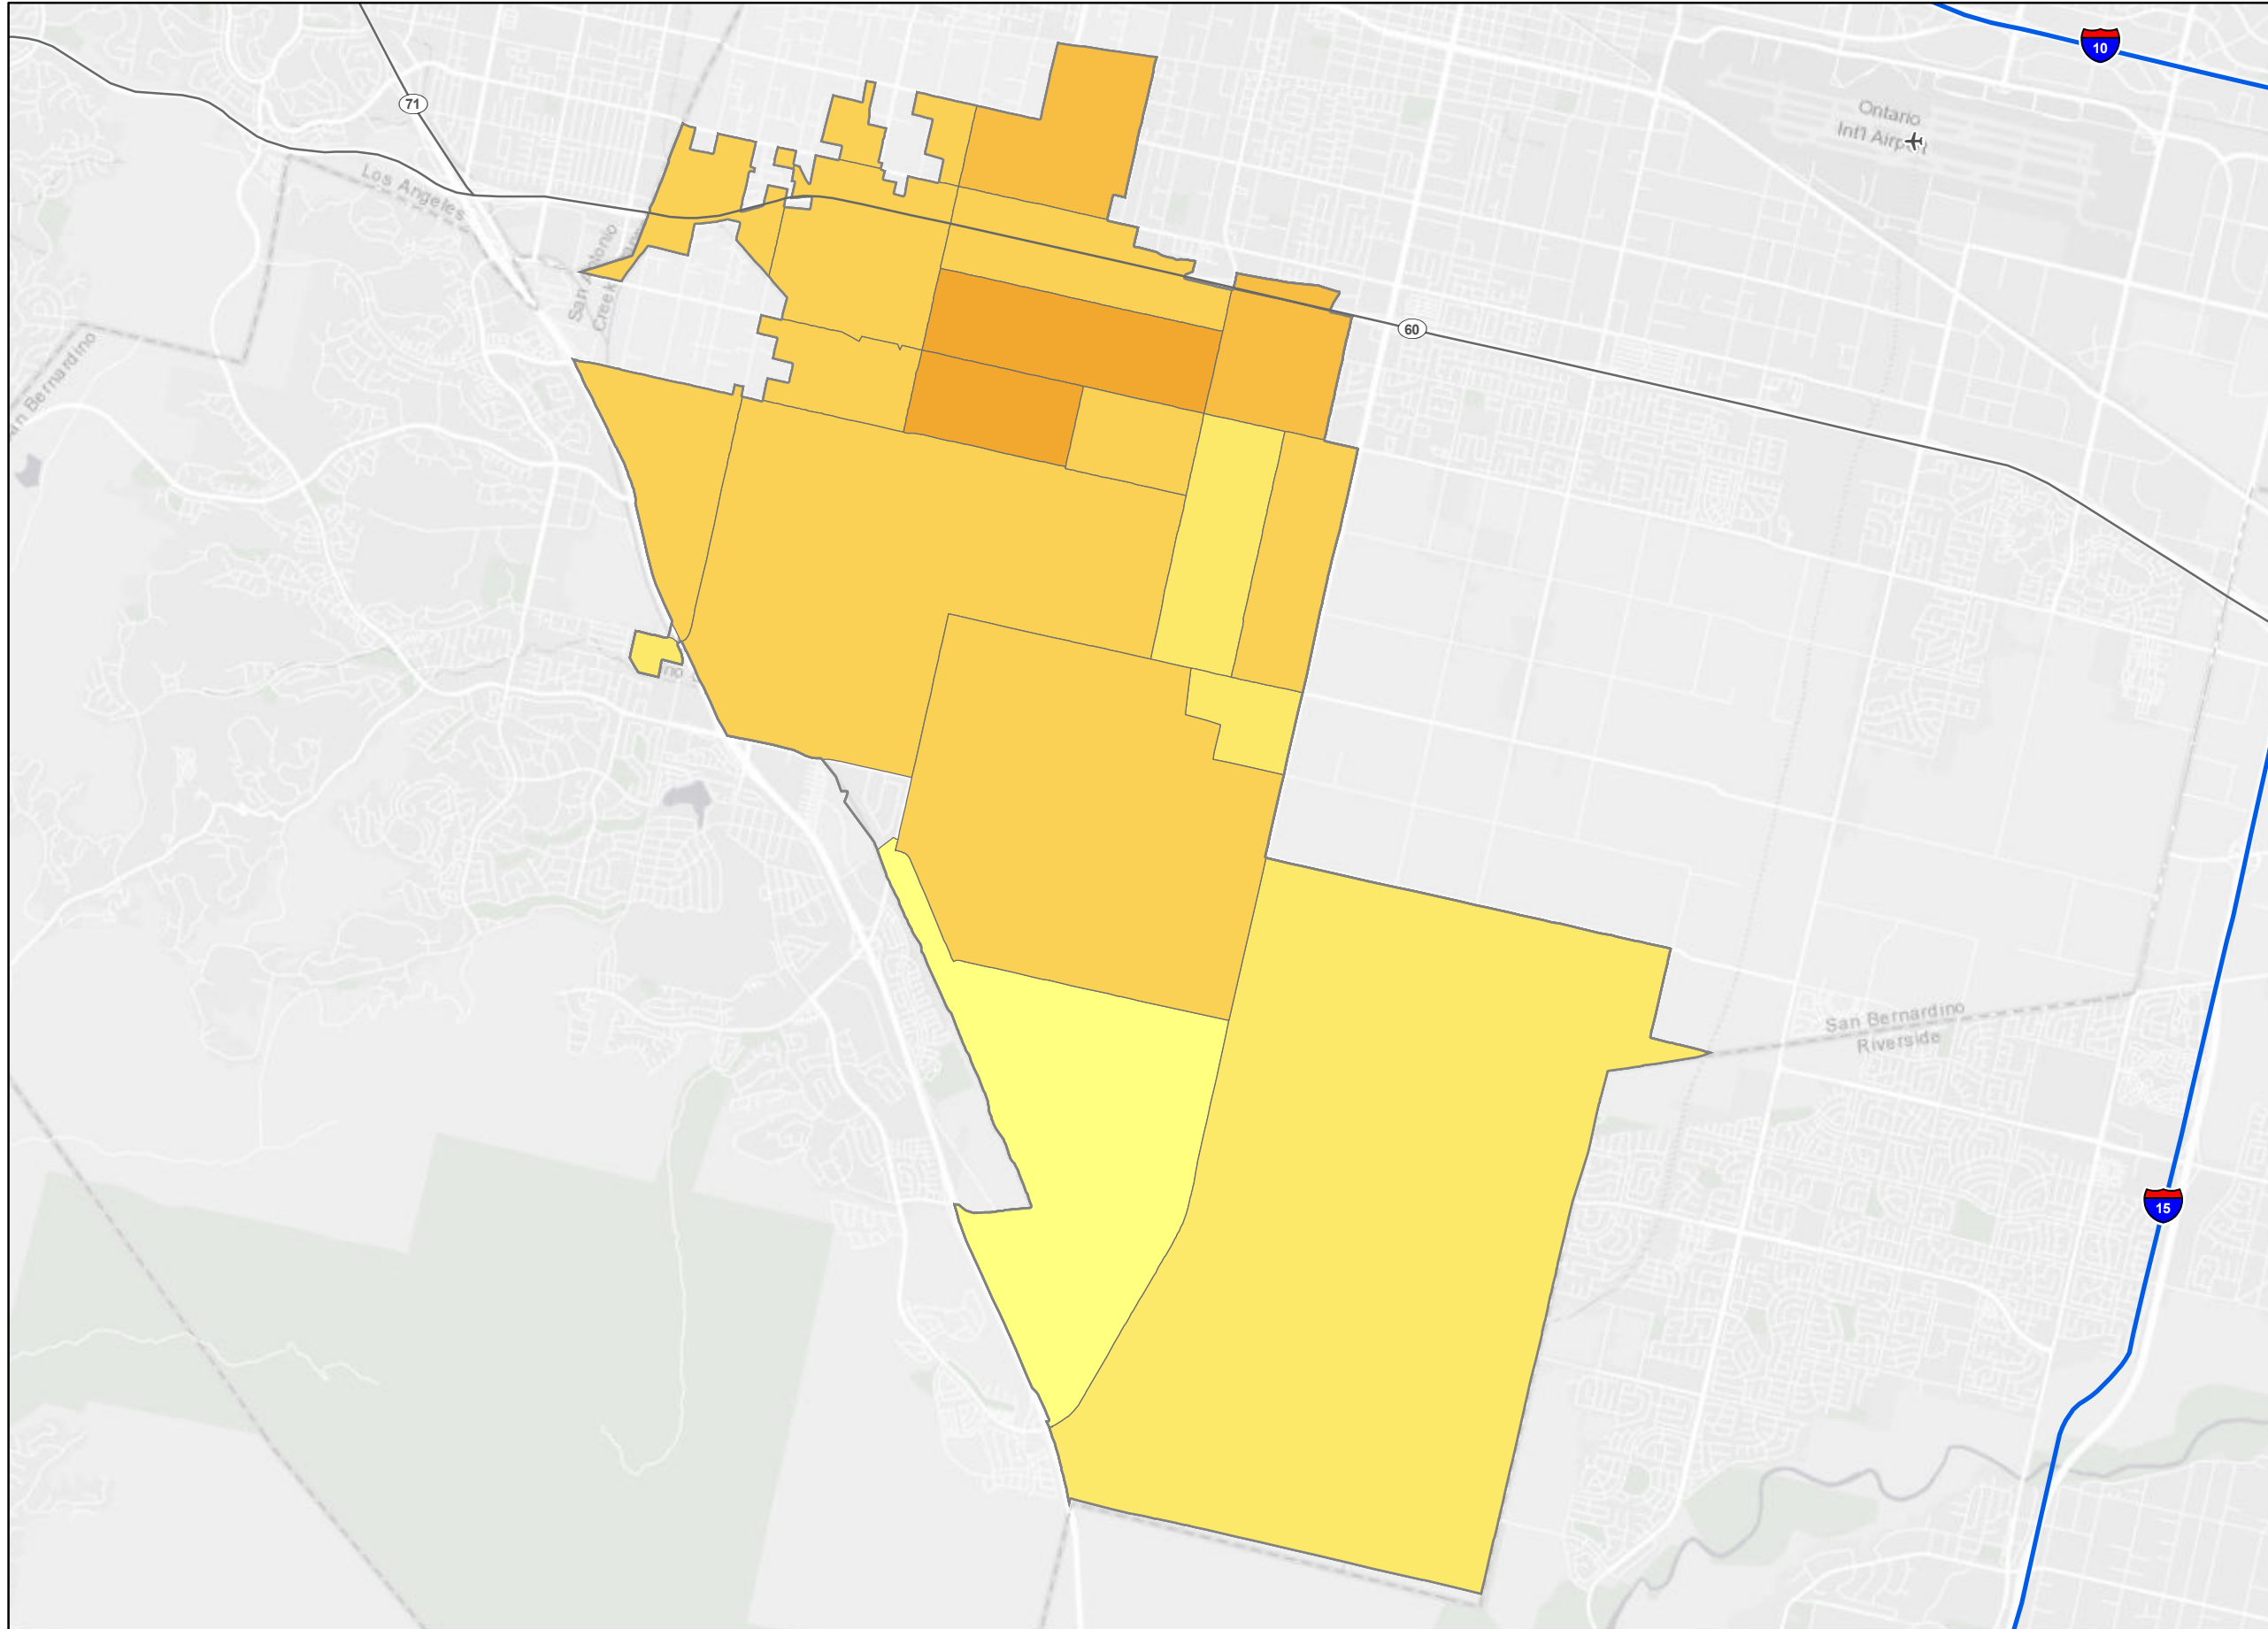 10
Ontario
Int'l Airport
71
Los Angeles
San Antonio
Creek
60
San Bernardino
San Bernardino
Riverside
15